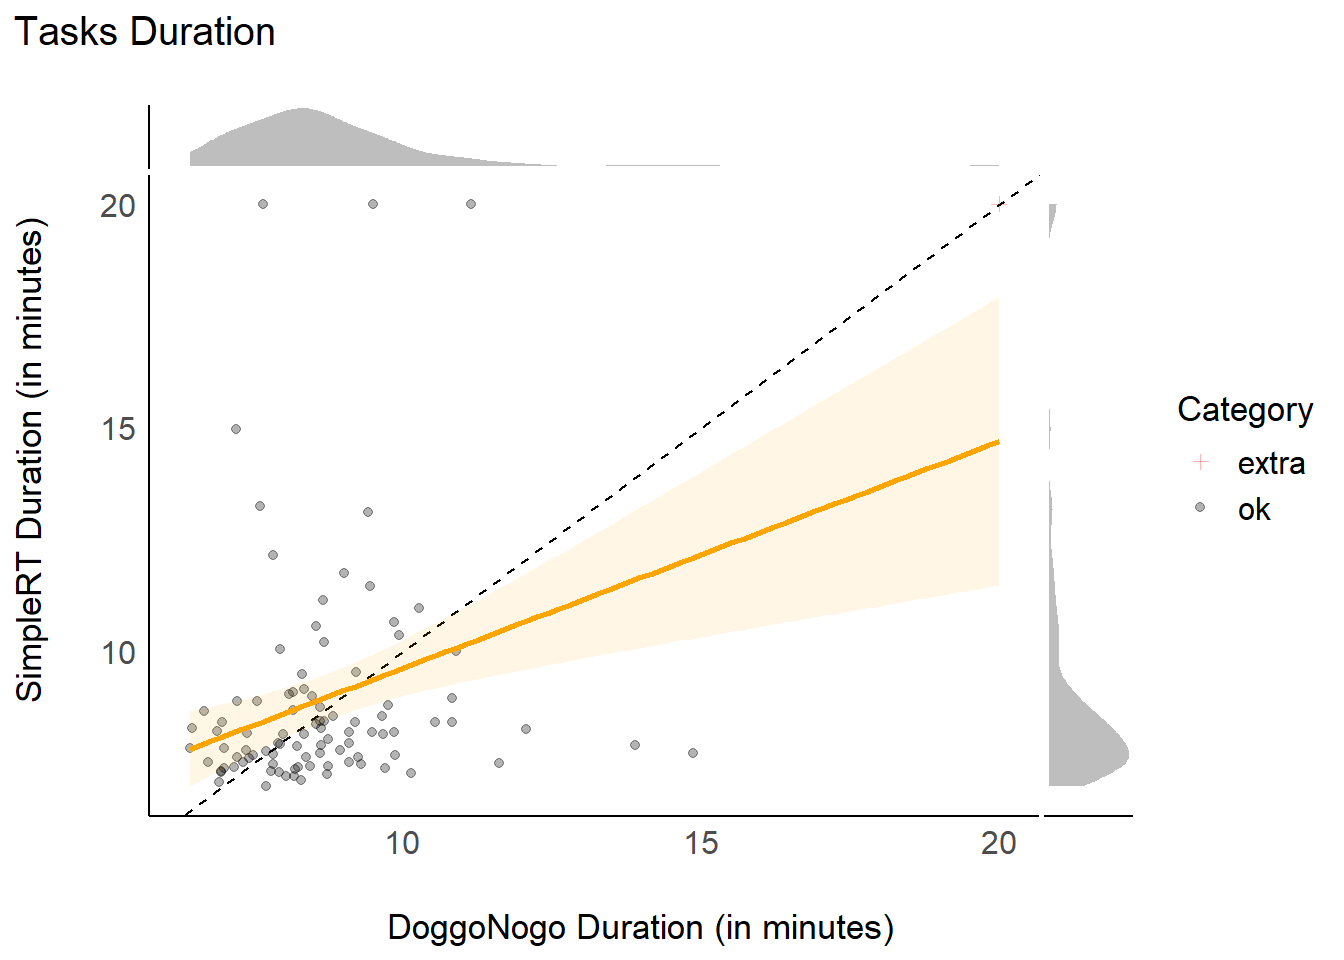 Tasks Duration
20
15
10
SimpleRT Duration (in minutes)
10 15 20
DoggoNogo Duration (in minutes)
Category
extra
ok